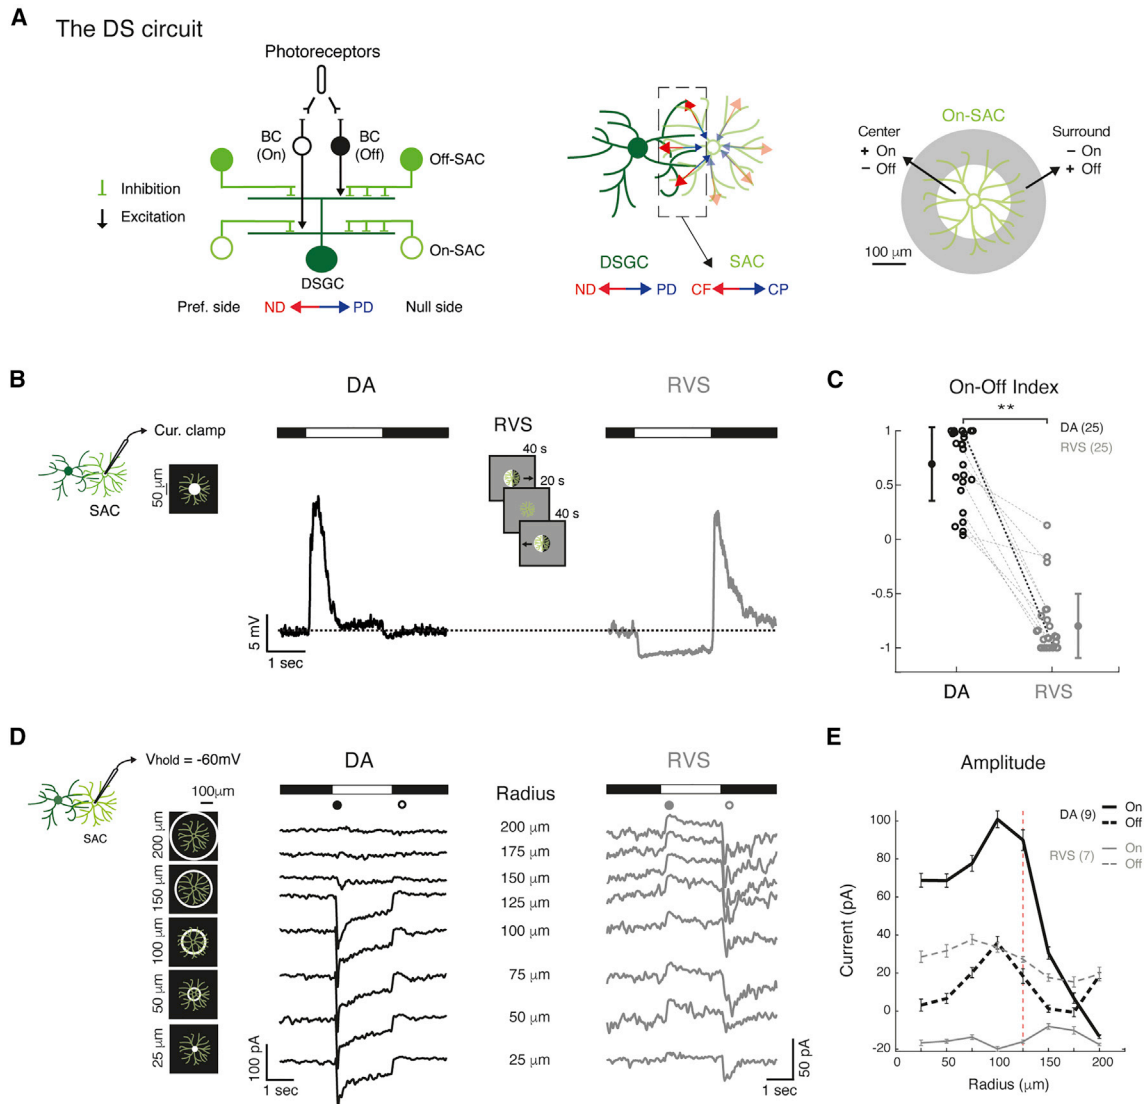 A
The DS circuit
Photoreceptors
BC
(On)
BC
(Off)
Off-SAC
Inhibition
Excitation
On-SAC
DSGC
Pref. side
ND
PD
Null side
DSGC
SAC
ND
PD
CF
CP
On-SAC
Center
+ On
− Off
Surround
− On
+ Off
100 μm
B
DA
RVS
Cur. clamp
50 μm
SAC
RVS
40 s
20 s
40 s
5 mV
1 sec
C
On-Off Index
**
DA (25)
RVS (25)
1
0.5
0
-0.5
-1
DA
RVS
D
Vhold = -60mV
100μm
SAC
DA
RVS
Radius
200 μm
150 μm
100 μm
50 μm
25 μm
200 μm
175 μm
150 μm
125 μm
100 μm
75 μm
50 μm
25 μm
100 pA
1 sec
50 pA
1 sec
E
Amplitude
DA (9)
On
Off
RVS (7)
On
Off
Current (pA)
100
80
60
40
20
0
-20
0
25
50
75
100
125
150
175
200
Radius (μm)